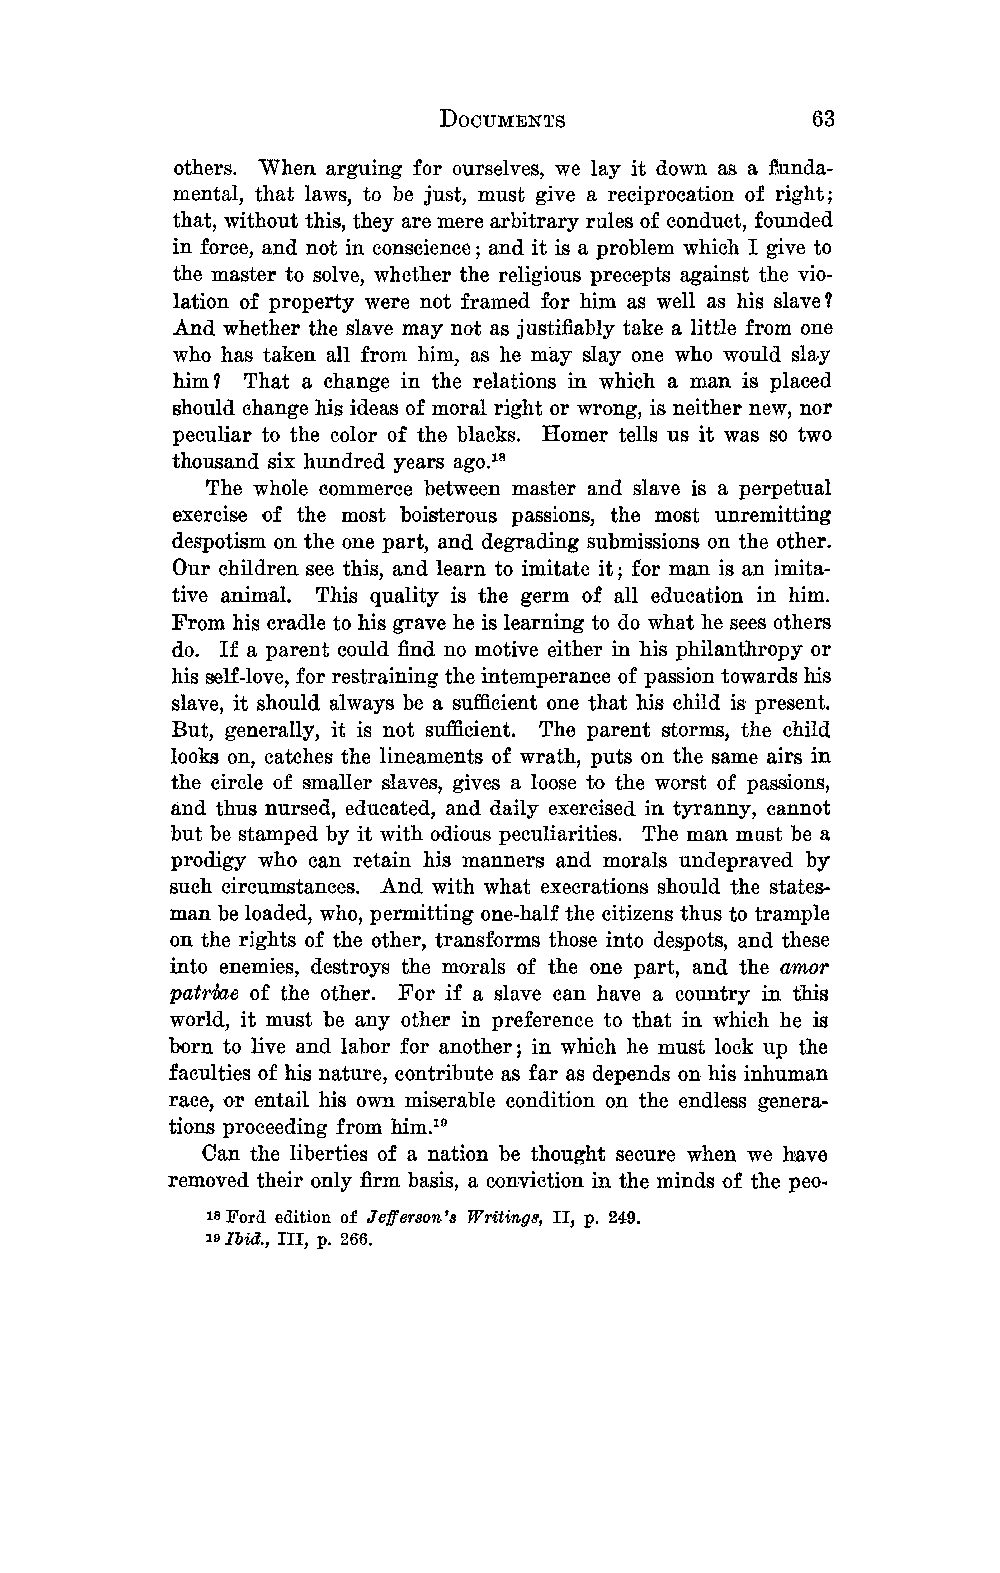 DOCUMENTS 63
others. When arguing for ourselves, we lay it down as a funda-
mental, that laws, to be just, must give a reciprocation of right;
that, without this, they are mere arbitrary rules of conduct, founded
in force, and not in conscience; and it is a problem which I give to
the master to solve, whether the religious precepts against the vio-
lation of property were not framed for him as well as his slave?
And whether the slave may not as justifiably take a little from one
who has taken all from him, as he may slay one who would slay
him? That a change in the relations in which a man is placed
should change his ideas of moral right or wrong, is neither new, nor
peculiar to the color of the blacks. Homer tells us it was so two
thousand six hundred years ago.¹⁸
The whole commerce between master and slave is a perpetual
exercise of the most boisterous passions, the most unremitting
despotism on the one part, and degrading submissions on the other.
Our children see this, and learn to imitate it; for man is an imita-
tive animal. This quality is the germ of all education in him.
From his cradle to his grave he is learning to do what he sees others
do. If a parent could find no motive either in his philanthropy or
his self-love, for restraining the intemperance of passion towards his
slave, it should always be a sufficient one that his child is present.
But, generally, it is not sufficient. The parent storms, the child
looks on, catches the lineaments of wrath, puts on the same airs in
the circle of smaller slaves, gives a loose to the worst of passions,
and thus nursed, educated, and daily exercised in tyranny, cannot
but be stamped by it with odious peculiarities. The man must be a
prodigy who can retain his manners and morals undepraved by
such circumstances. And with what execrations should the states-
man be loaded, who, permitting one-half the citizens thus to trample
on the rights of the other, transforms those into despots, and these
into enemies, destroys the morals of the one part, and the amor
patriae of the other. For if a slave can have a country in this
world, it must be any other in preference to that in which he is
born to live and labor for another; in which he must lock up the
faculties of his nature, contribute as far as depends on his inhuman
race, or entail his own miserable condition on the endless genera-
tions proceeding from him.¹⁹
Can the liberties of a nation be thought secure when we have
removed their only firm basis, a conviction in the minds of the peo-
¹⁸ Ford edition of Jefferson's Writings, II, p. 249.
¹⁹ Ibid., III, p. 266.